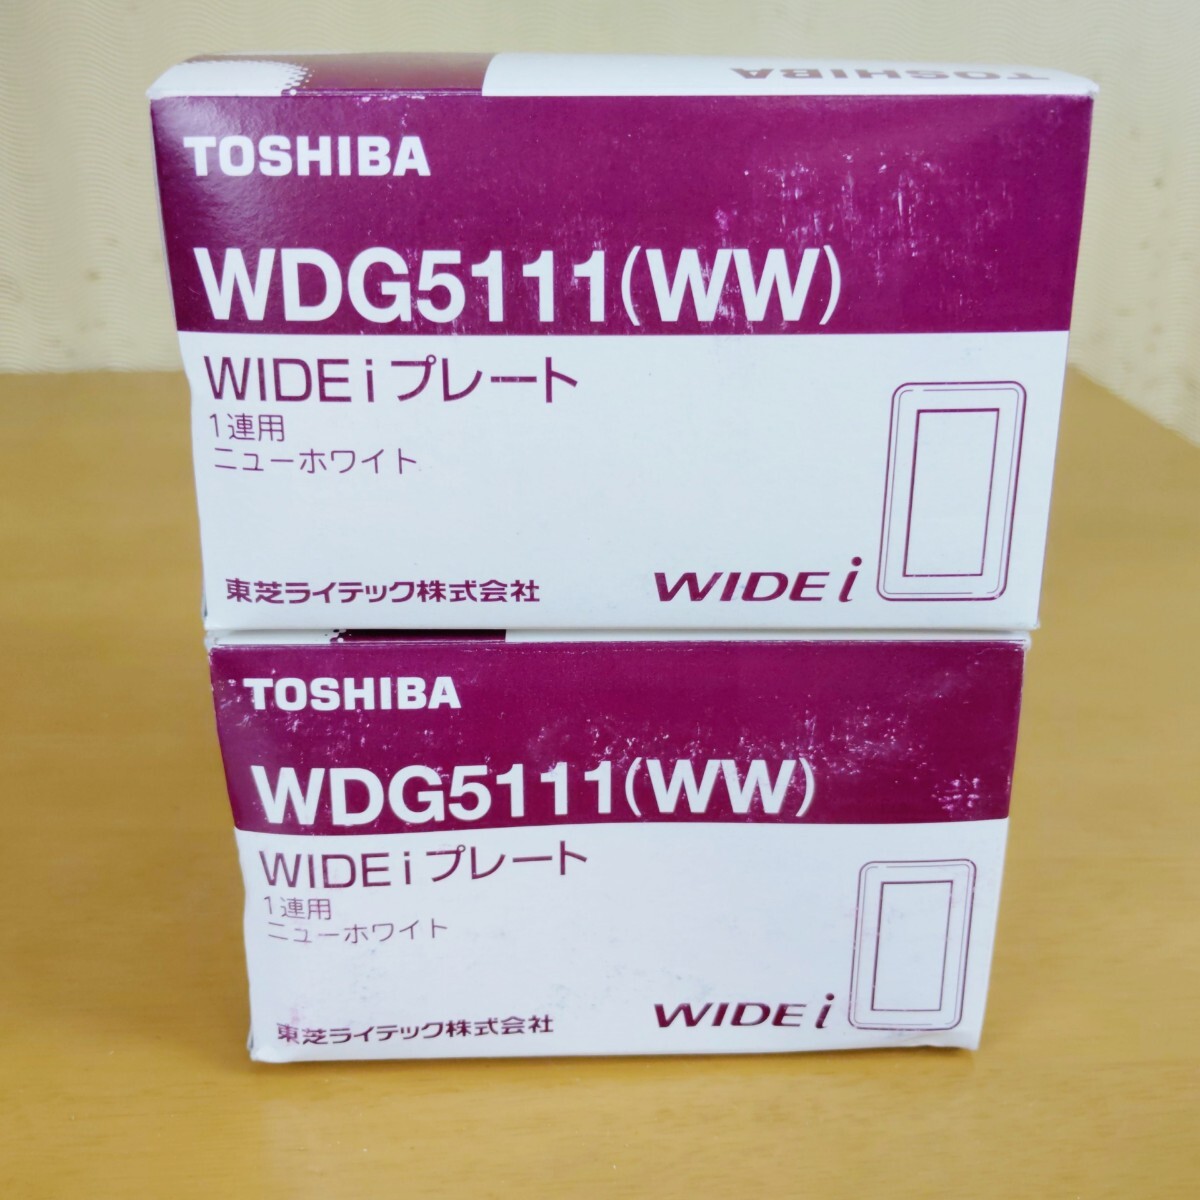 TOSHIBA
TOSHIBA
WDG5111(WW)
WIDE i プレート
1連用
ニューホワイト
東芝ライテック株式会社
WIDE i
TOSHIBA
WDG5111(WW)
WIDE i プレート
1連用
ニューホワイト
東芝ライテック株式会社
WIDE i